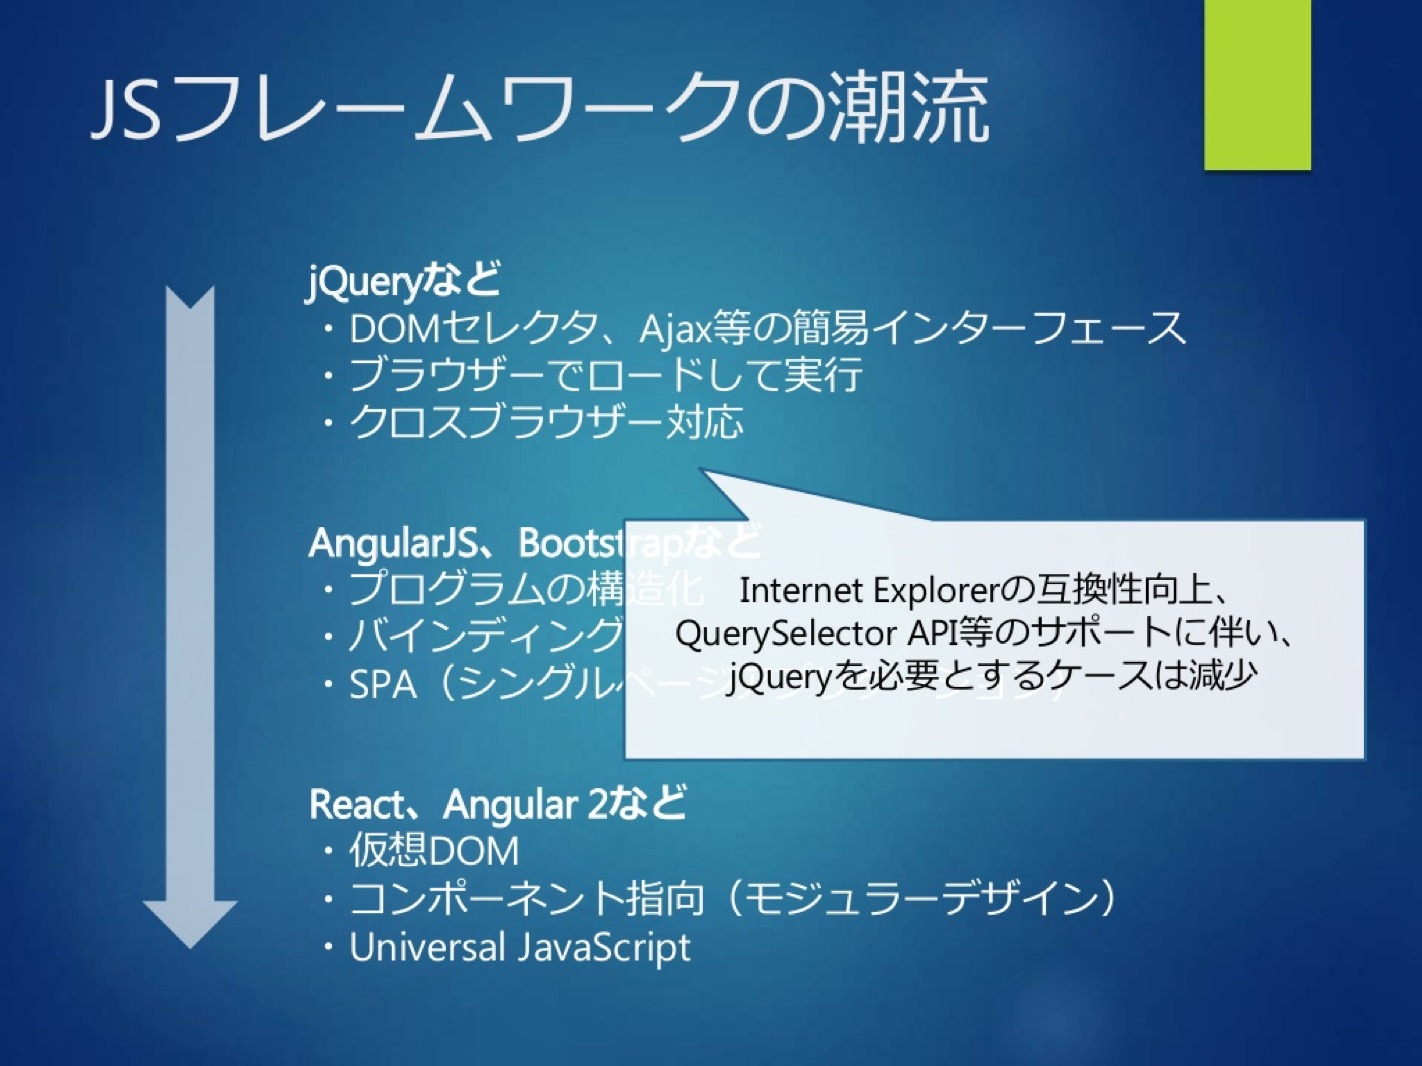 JSフレームワークの潮流
jQueryなど
・DOMセレクタ、Ajax等の簡易インターフェース
・ブラウザーでロードして実行
・クロスブラウザー対応
AngularJS、Bootstrapなど
・プログラムの構造化
・バインディング
・SPA（シングルページアプリケーション）
Internet Explorerの互換性向上、
QuerySelector API等のサポートに伴い、
jQueryを必要とするケースは減少
React、Angular 2など
・仮想DOM
・コンポーネント指向（モジュラーデザイン）
・Universal JavaScript